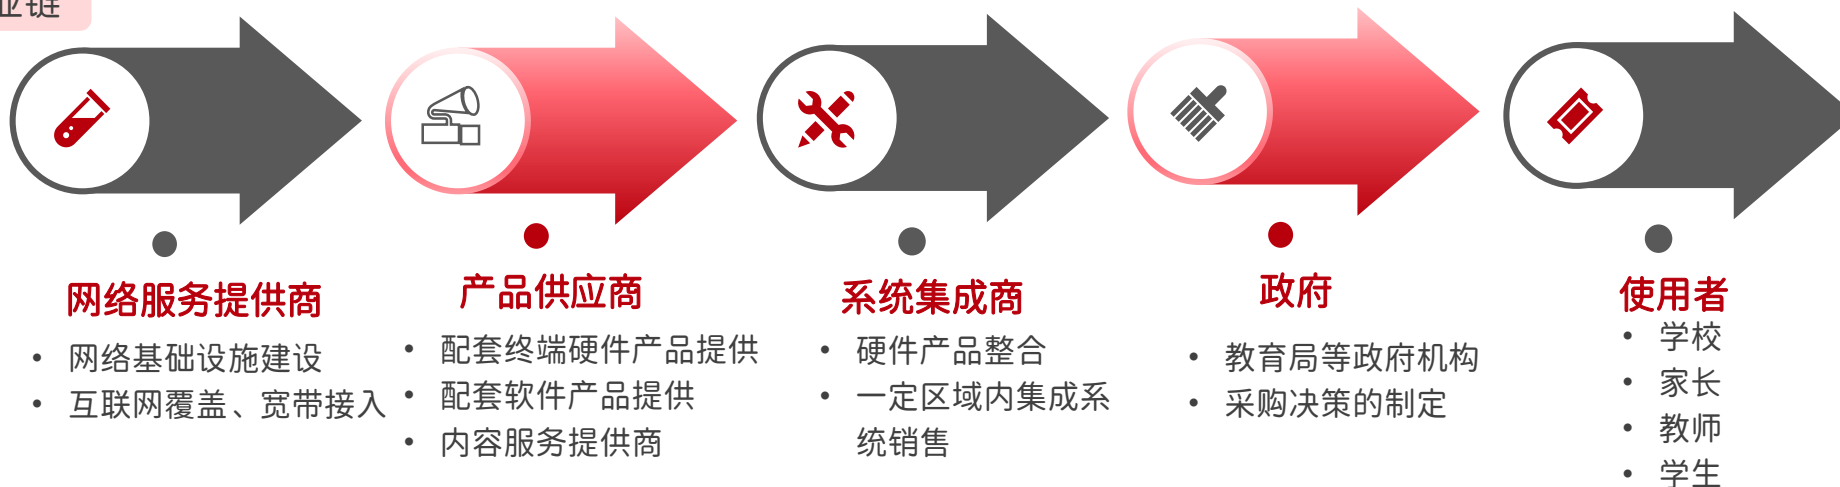 业链
网络服务提供商
• 网络基础设施建设
• 互联网覆盖、宽带接入
产品供应商
• 配套终端硬件产品提供
• 配套软件产品提供
• 内容服务提供商
系统集成商
• 硬件产品整合
• 一定区域内集成系
统销售
政府
• 教育局等政府机构
• 采购决策的制定
使用者
• 学校
• 家长
• 教师
• 学生